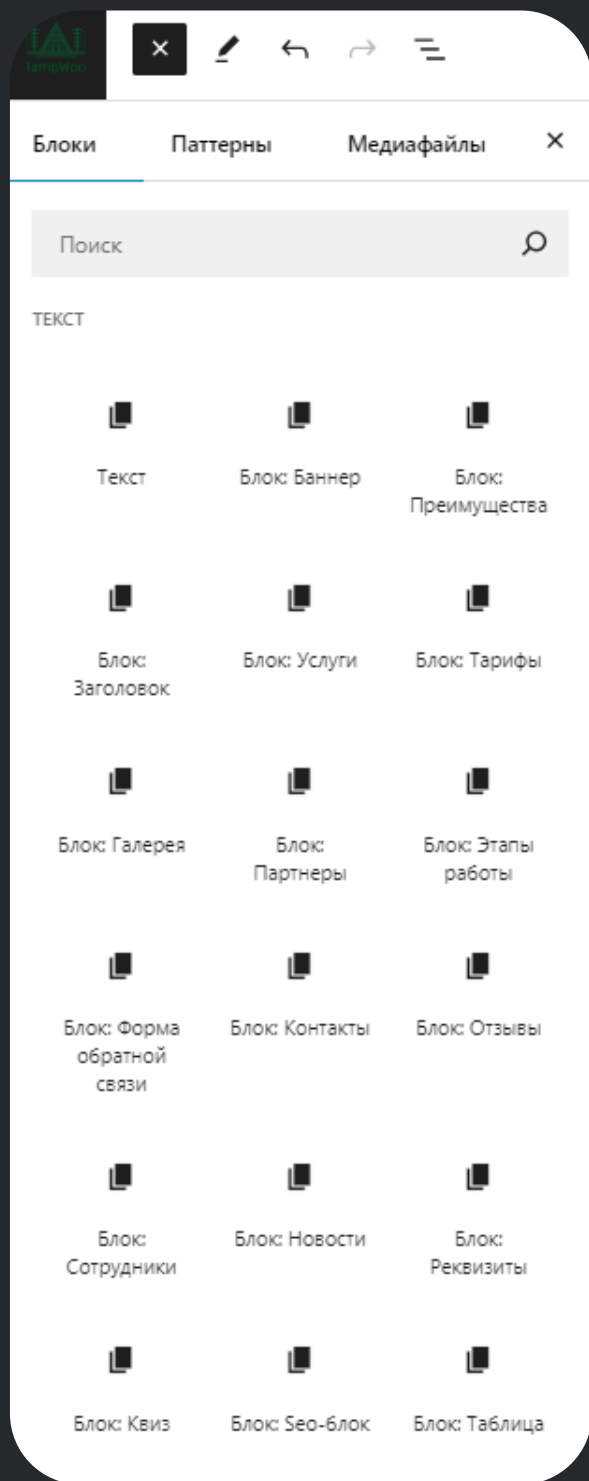 lampwoo
Блоки Паттерны Медиафайлы
Поиск
ТЕКСТ
Текст Блок: Баннер Блок:
Преимущества
Блок: Блок: Услуги Блок: Тарифы
Заголовок
Блок: Галерея Блок: Блок: Этапы
Партнеры работы
Блок: Форма Блок: Контакты Блок: Отзывы
обратной
связи
Блок: Блок: Новости Блок:
Сотрудники Реквизиты
Блок: Квиз Блок: Seo-блок Блок: Таблица